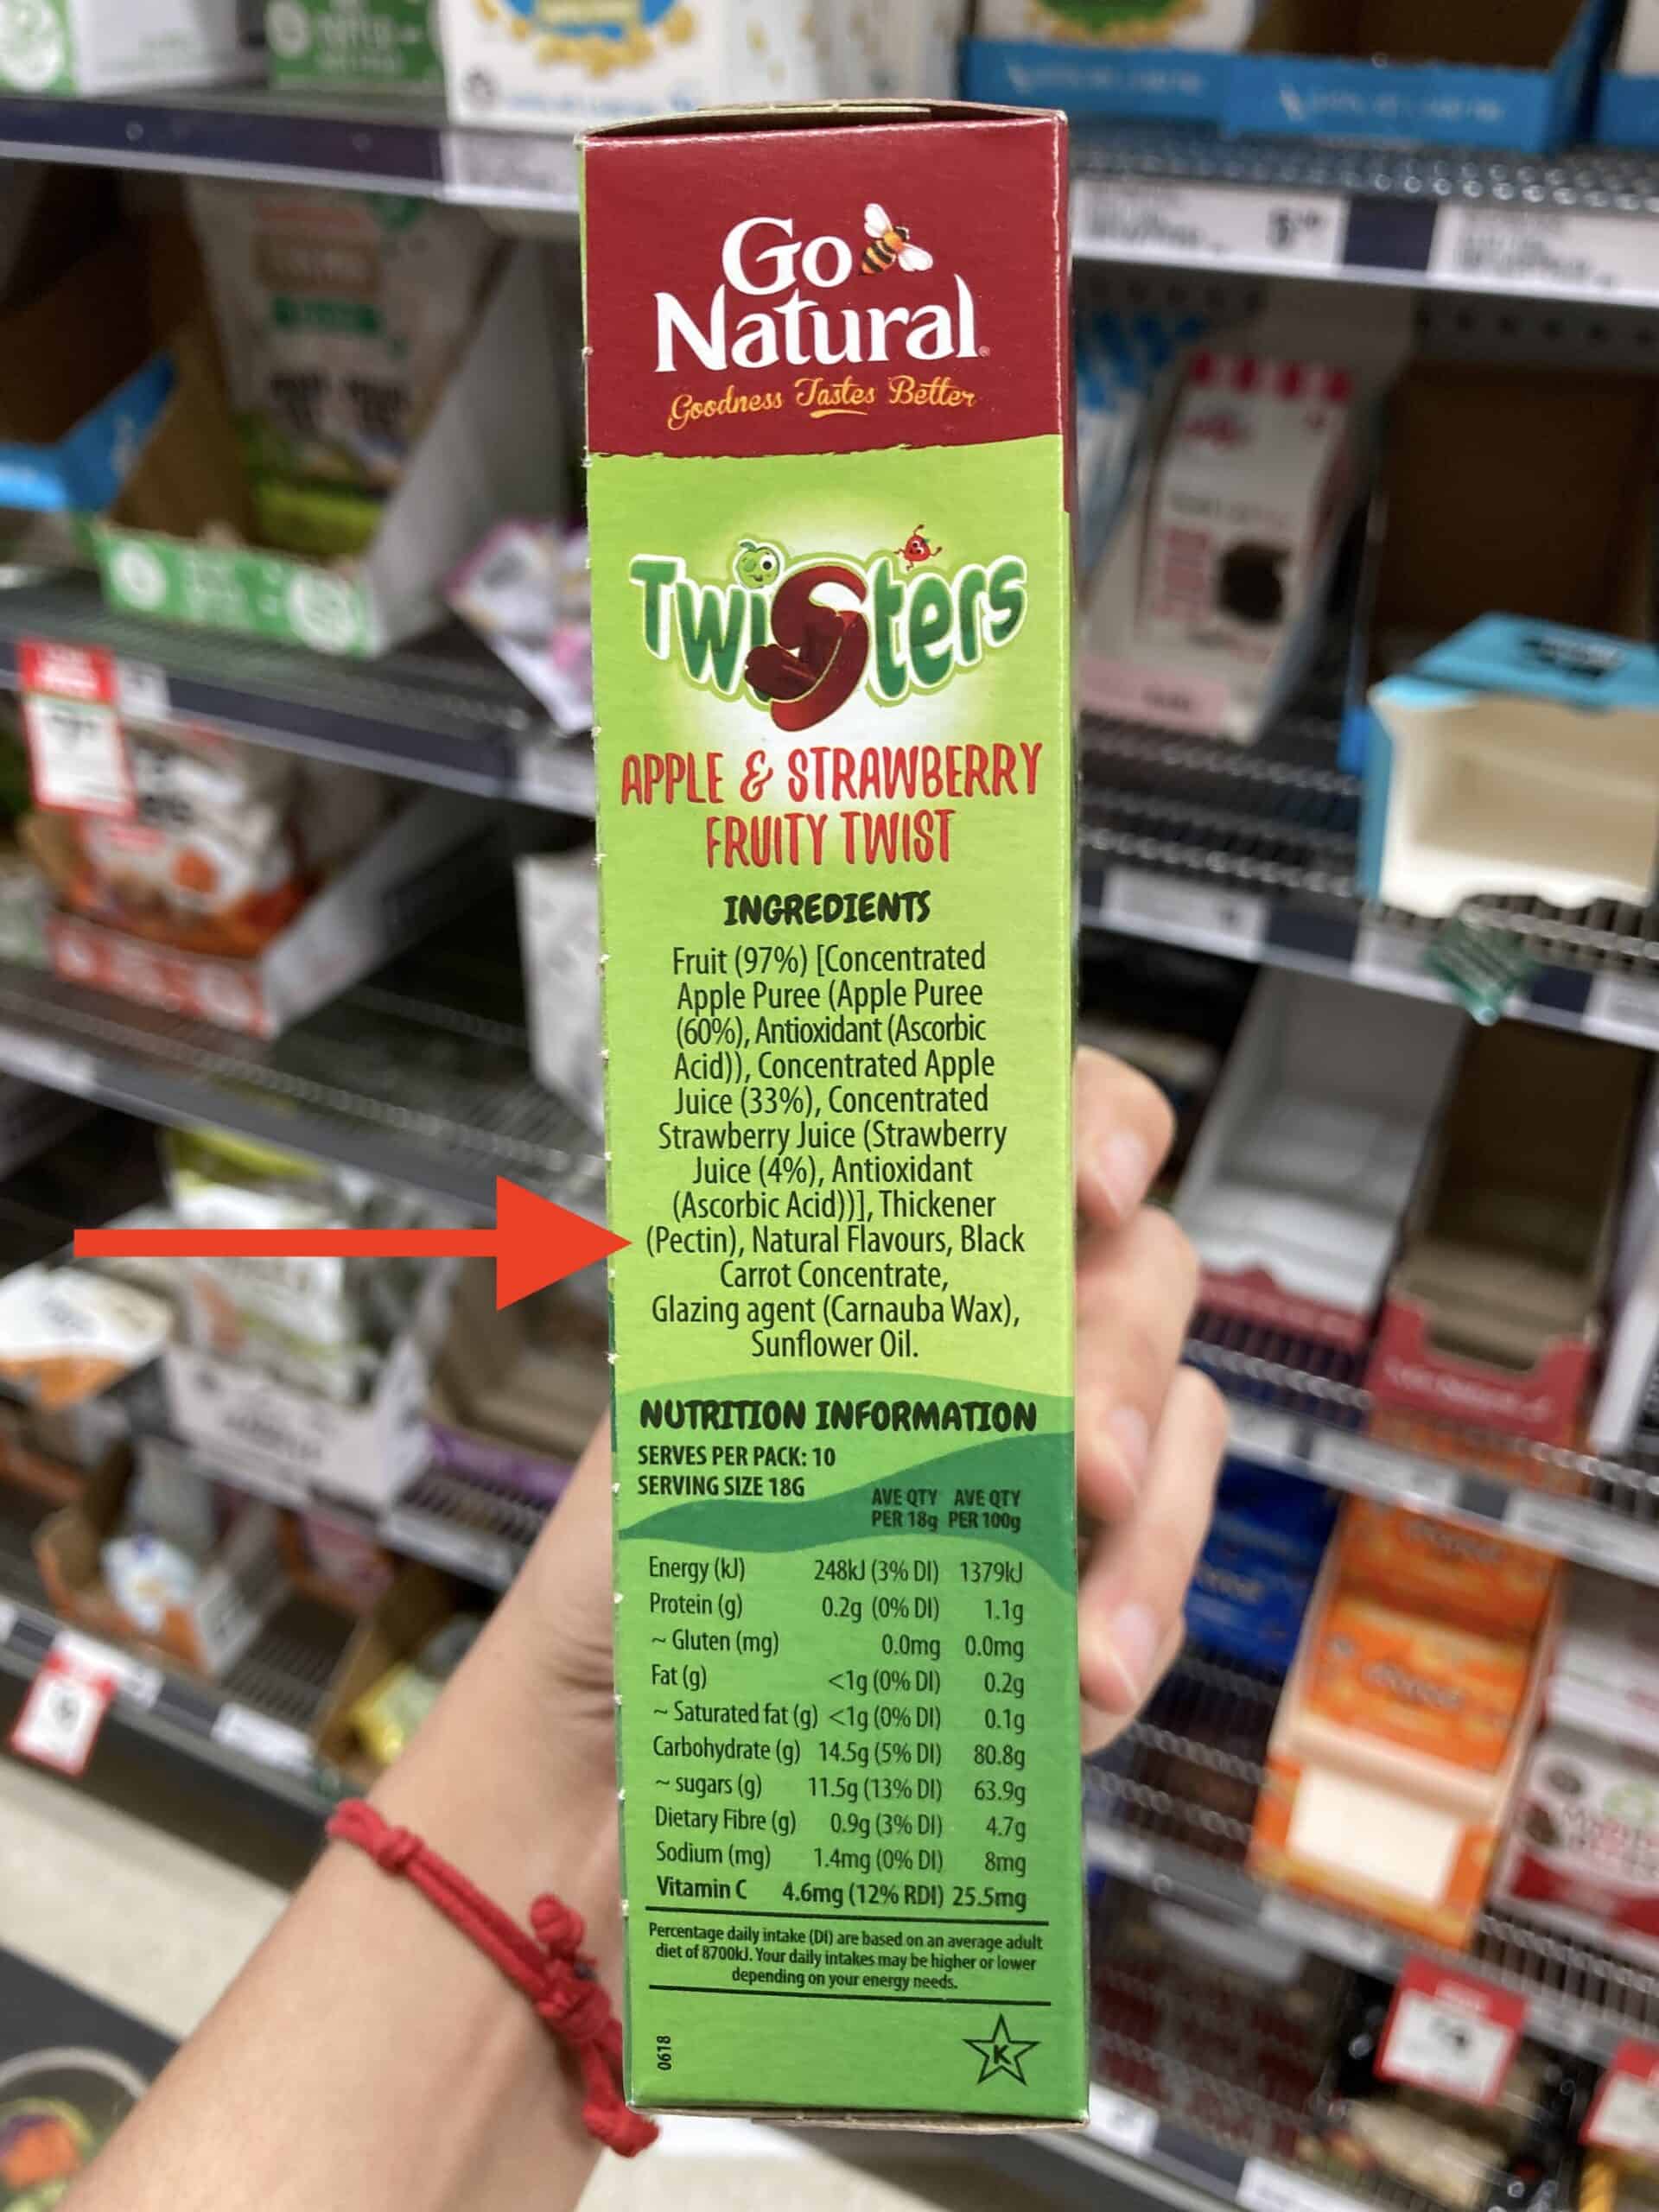 Go
Natural
Goodness Tastes Better
Twisters
APPLE & STRAWBERRY
FRUITY TWIST
INGREDIENTS
Fruit (97%) [Concentrated
Apple Puree (Apple Puree
(60%), Antioxidant (Ascorbic
Acid)), Concentrated Apple
Juice (33%), Concentrated
Strawberry Juice (Strawberry
Juice (4%), Antioxidant
(Ascorbic Acid))], Thickener
(Pectin), Natural Flavours, Black
Carrot Concentrate,
Glazing agent (Carnauba Wax),
Sunflower Oil.
NUTRITION INFORMATION
SERVES PER PACK: 10
SERVING SIZE 18G
AVE QTY AVE QTY
PER 18g PER 100g
Energy (kJ) 248kJ (3% DI) 1379kJ
Protein (g) 0.2g (0% DI) 1.1g
~ Gluten (mg) 0.0mg 0.0mg
Fat (g) <1g (0% DI) 0.2g
~ Saturated fat (g) <1g (0% DI) 0.1g
Carbohydrate (g) 14.5g (5% DI) 80.8g
~ sugars (g) 11.5g (13% DI) 63.9g
Dietary Fibre (g) 0.9g (3% DI) 4.7g
Sodium (mg) 1.4mg (0% DI) 8mg
Vitamin C 4.6mg (12% RDI) 25.5mg
Percentage daily intake (DI) are based on an average adult
diet of 8700kJ. Your daily intakes may be higher or lower
depending on your energy needs.
0618
K